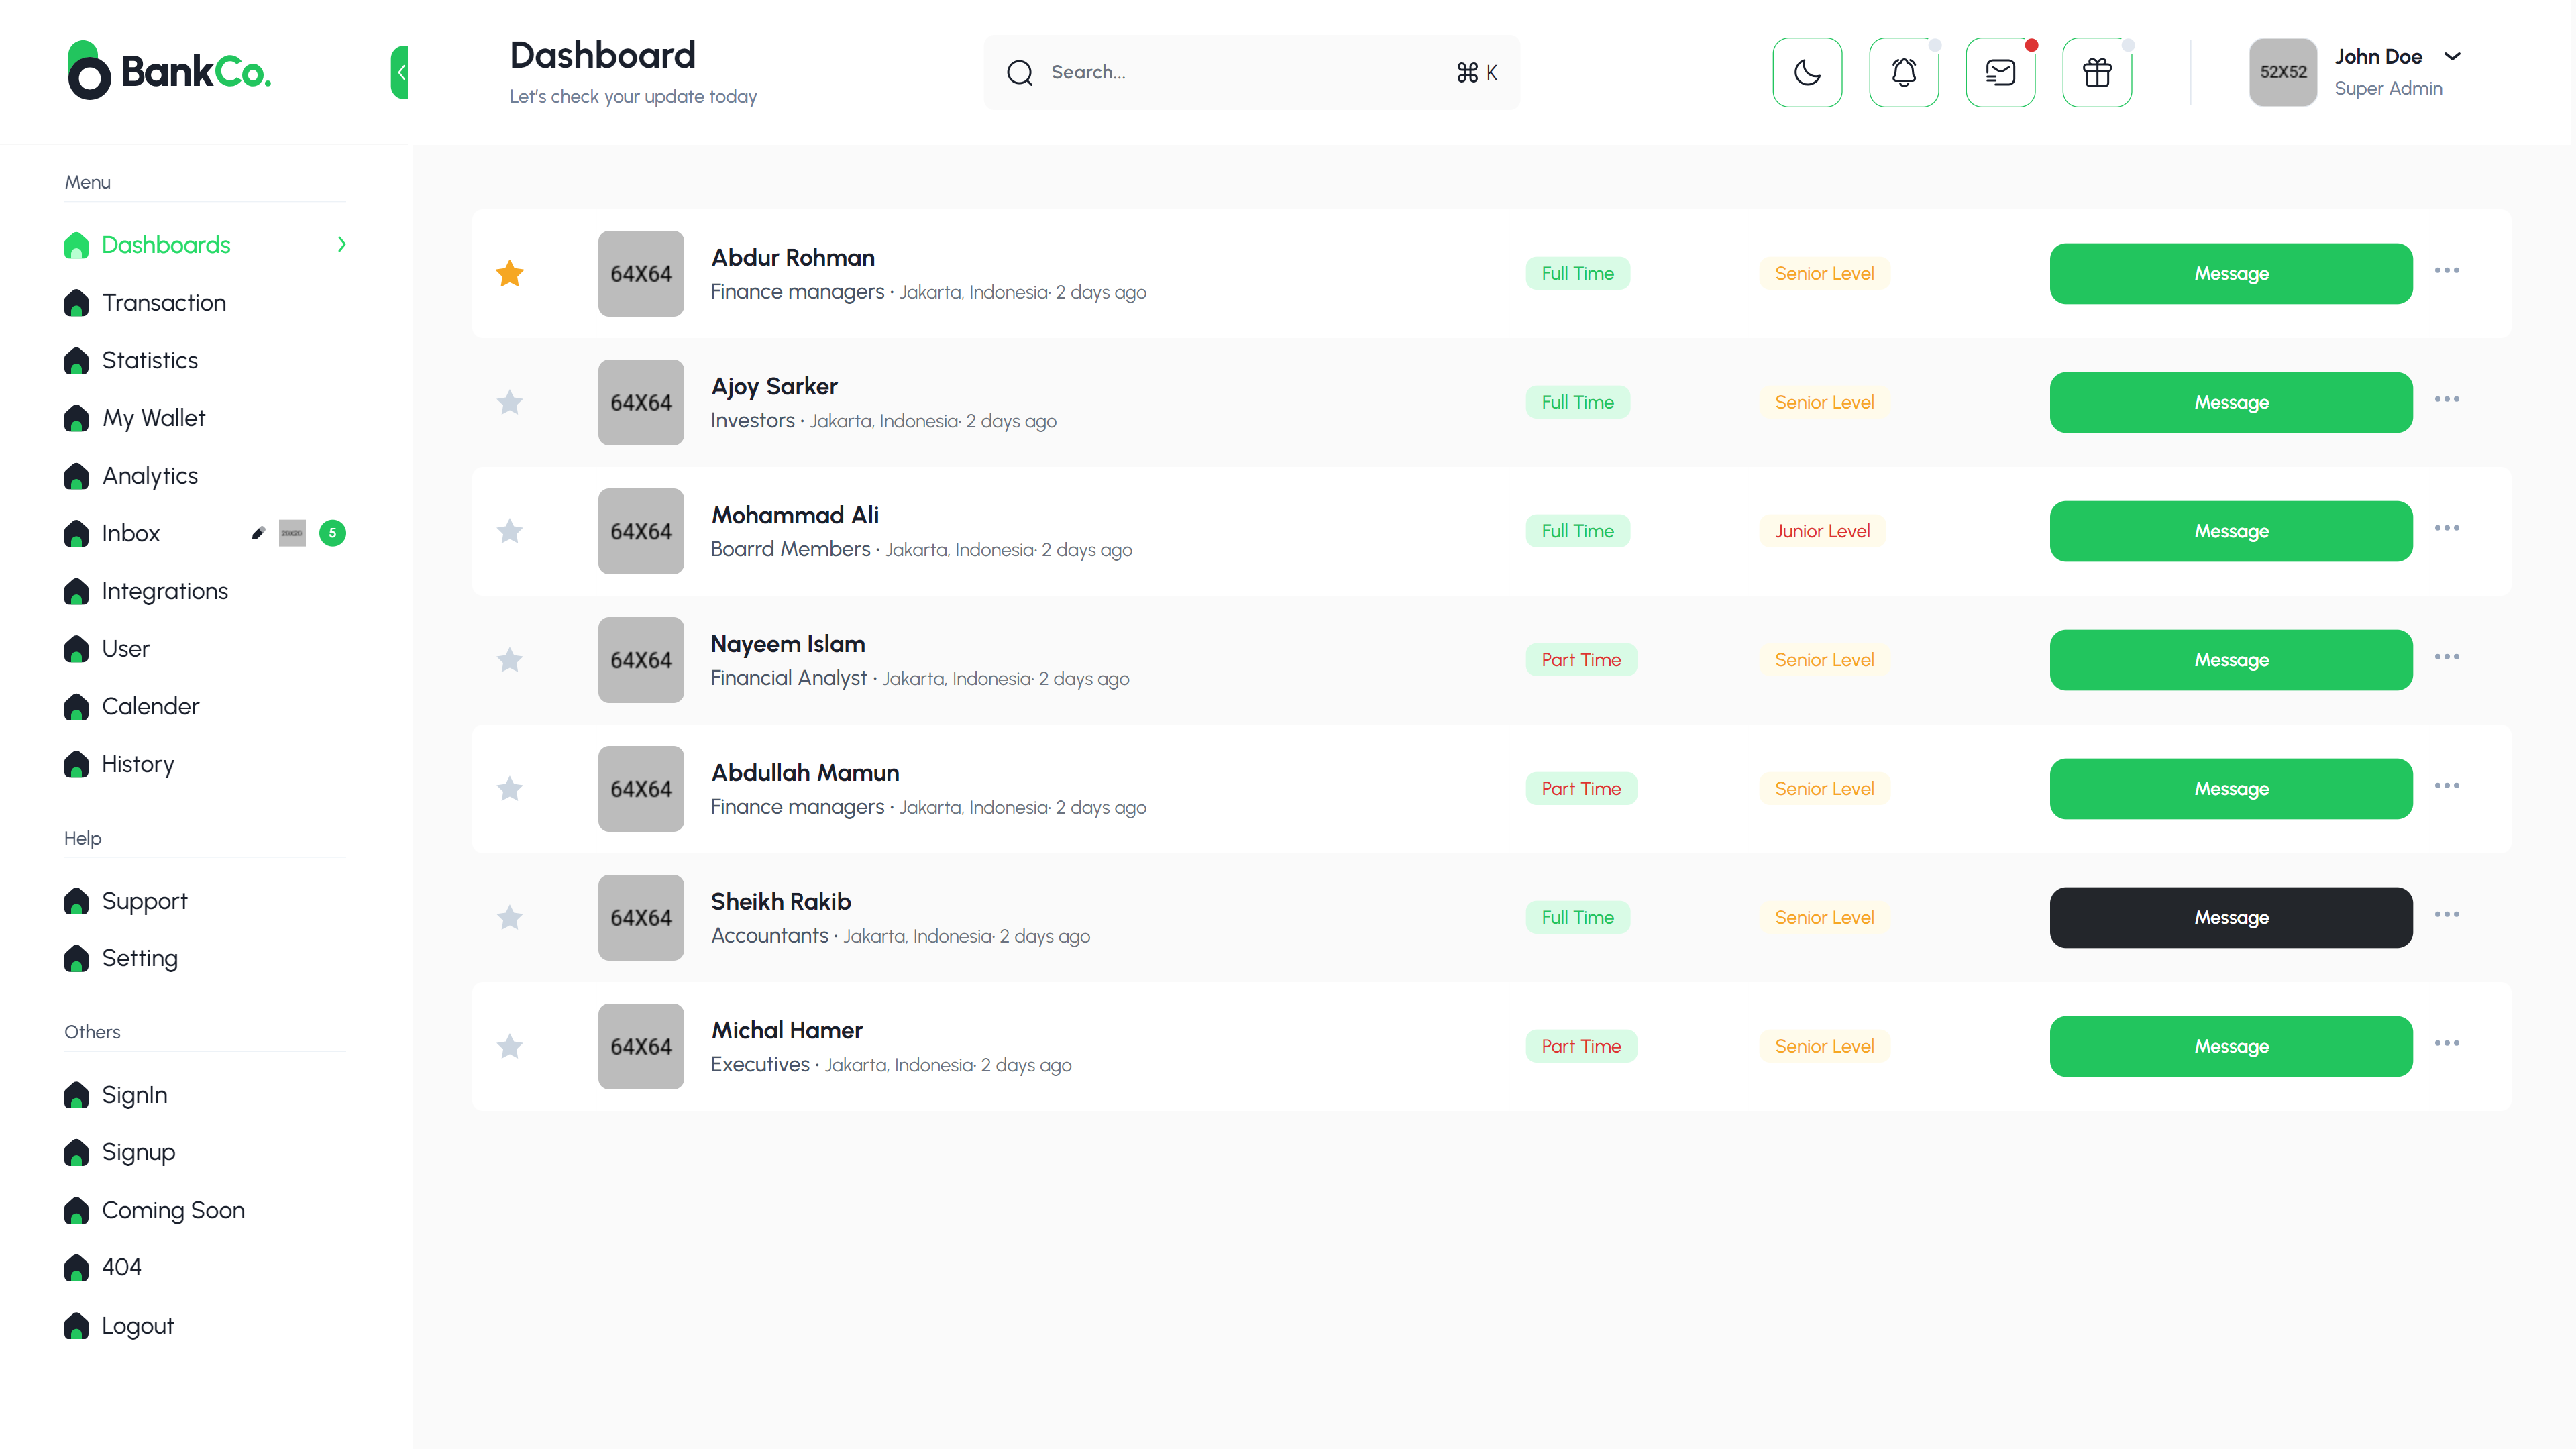 BankCo.
Dashboard
Let's check your update today
Search...
⌘ K
52X52
John Doe
Super Admin
Menu
Dashboards
Transaction
Statistics
My Wallet
Analytics
Inbox
5
Integrations
User
Calender
History
Help
Support
Setting
Others
SignIn
Signup
Coming Soon
404
Logout
64X64
Abdur Rohman
Finance managers · Jakarta, Indonesia· 2 days ago
Full Time
Senior Level
Message
64X64
Ajoy Sarker
Investors · Jakarta, Indonesia· 2 days ago
Full Time
Senior Level
Message
64X64
Mohammad Ali
Boarrd Members · Jakarta, Indonesia· 2 days ago
Full Time
Junior Level
Message
64X64
Nayeem Islam
Financial Analyst · Jakarta, Indonesia· 2 days ago
Part Time
Senior Level
Message
64X64
Abdullah Mamun
Finance managers · Jakarta, Indonesia· 2 days ago
Part Time
Senior Level
Message
64X64
Sheikh Rakib
Accountants · Jakarta, Indonesia· 2 days ago
Full Time
Senior Level
Message
64X64
Michal Hamer
Executives · Jakarta, Indonesia· 2 days ago
Part Time
Senior Level
Message